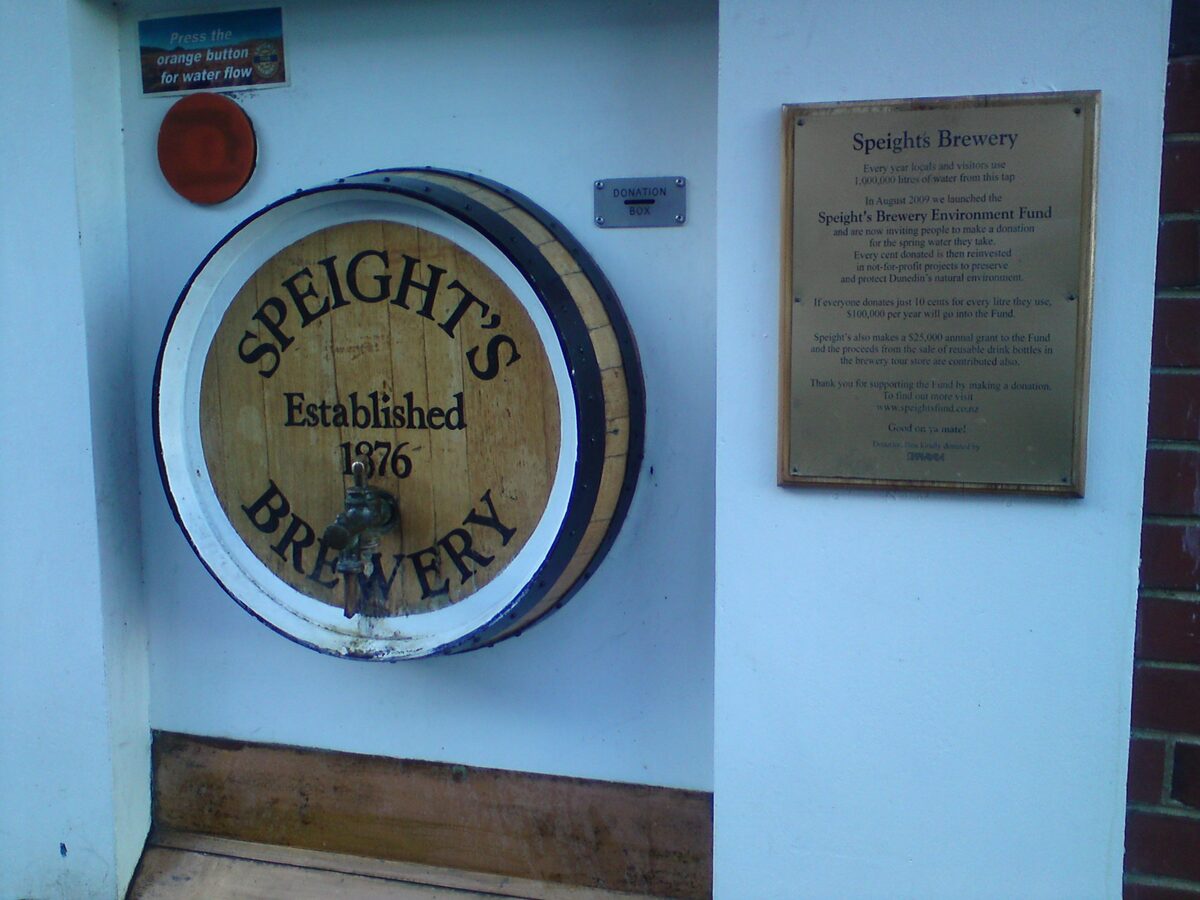 Press the
orange button
for water flow
DONATION
BOX
SPEIGHT'S
Established
1876
BREWERY
Speight's Brewery
Every year locals and visitors use
1,000,000 litres of water from this tap
In August 2009 we launched the
Speight's Brewery Environment Fund
and are now inviting people to make a donation
for the spring water they take.
Every cent donated is then reinvested
in not-for-profit projects to preserve
and protect Dunedin's natural environment.
If everyone donates just 10 cents for every litre they use,
$100,000 per year will go into the Fund.
Speight's also makes a $25,000 annual grant to the Fund
and the proceeds from the sale of reusable drink bottles in
the brewery tour store are contributed also.
Thank you for supporting the Fund by making a donation.
To find out more visit
www.speightsfund.co.nz
Good on ya mate!
kindly donated by